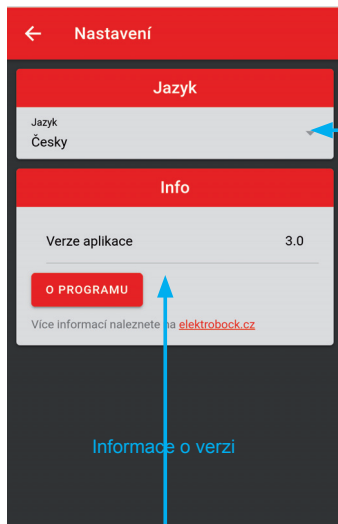 Nastavení
Jazyk
Jazyk
Česky
Info
Verze aplikace 3.0
O PROGRAMU
Více informací naleznete na elektrobock.cz
Informace o verzi